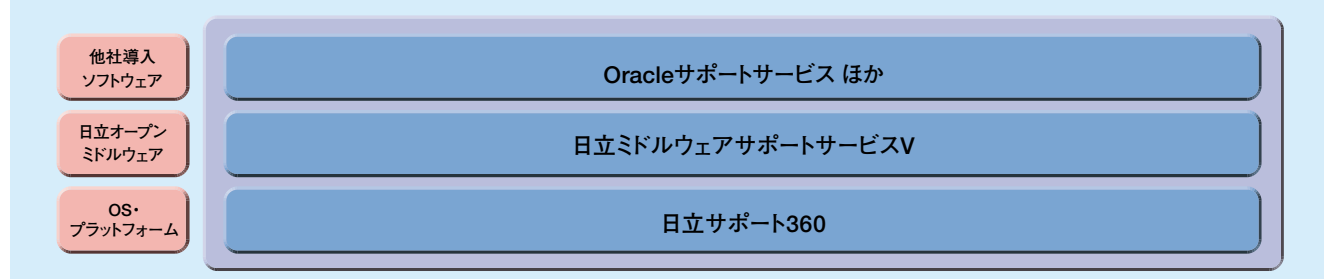 他社導入
ソフトウェア
Oracleサポートサービス ほか
日立オープン
ミドルウェア
日立ミドルウェアサポートサービスV
OS・
プラットフォーム
日立サポート360